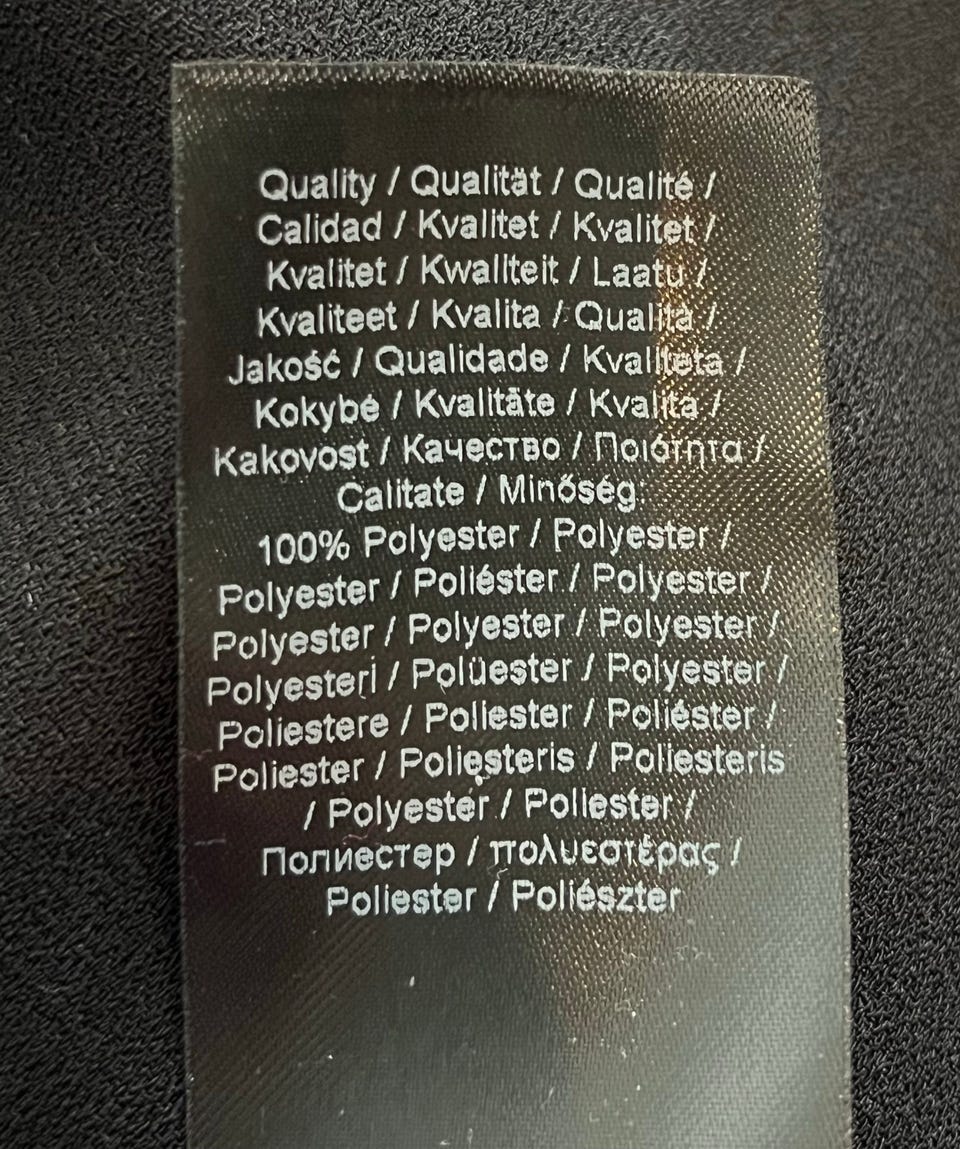 Quality / Qualität / Qualité /
Calidad / Kvalitet / Kvalitet /
Kvalitet / Kwaliteit / Laatu /
Kvaliteet / Kvalita / Qualità /
Jakość / Qualidade / Kvaliteta /
Kokybė / Kvalitāte / Kvalita /
Kakovost / Качество / Ποιότητα /
Calitate / Minőség:
100% Polyester / Polyester /
Polyester / Poliéster / Polyester /
Polyester / Polyester / Polyester /
Polyesteri / Polüester / Polyester /
Poliestere / Poliester / Poliéster /
Poliester / Poliesteris / Poliesteris
/ Polyester / Poliester /
Полиестер / πολυεστέρας /
Poliester / Poliészter